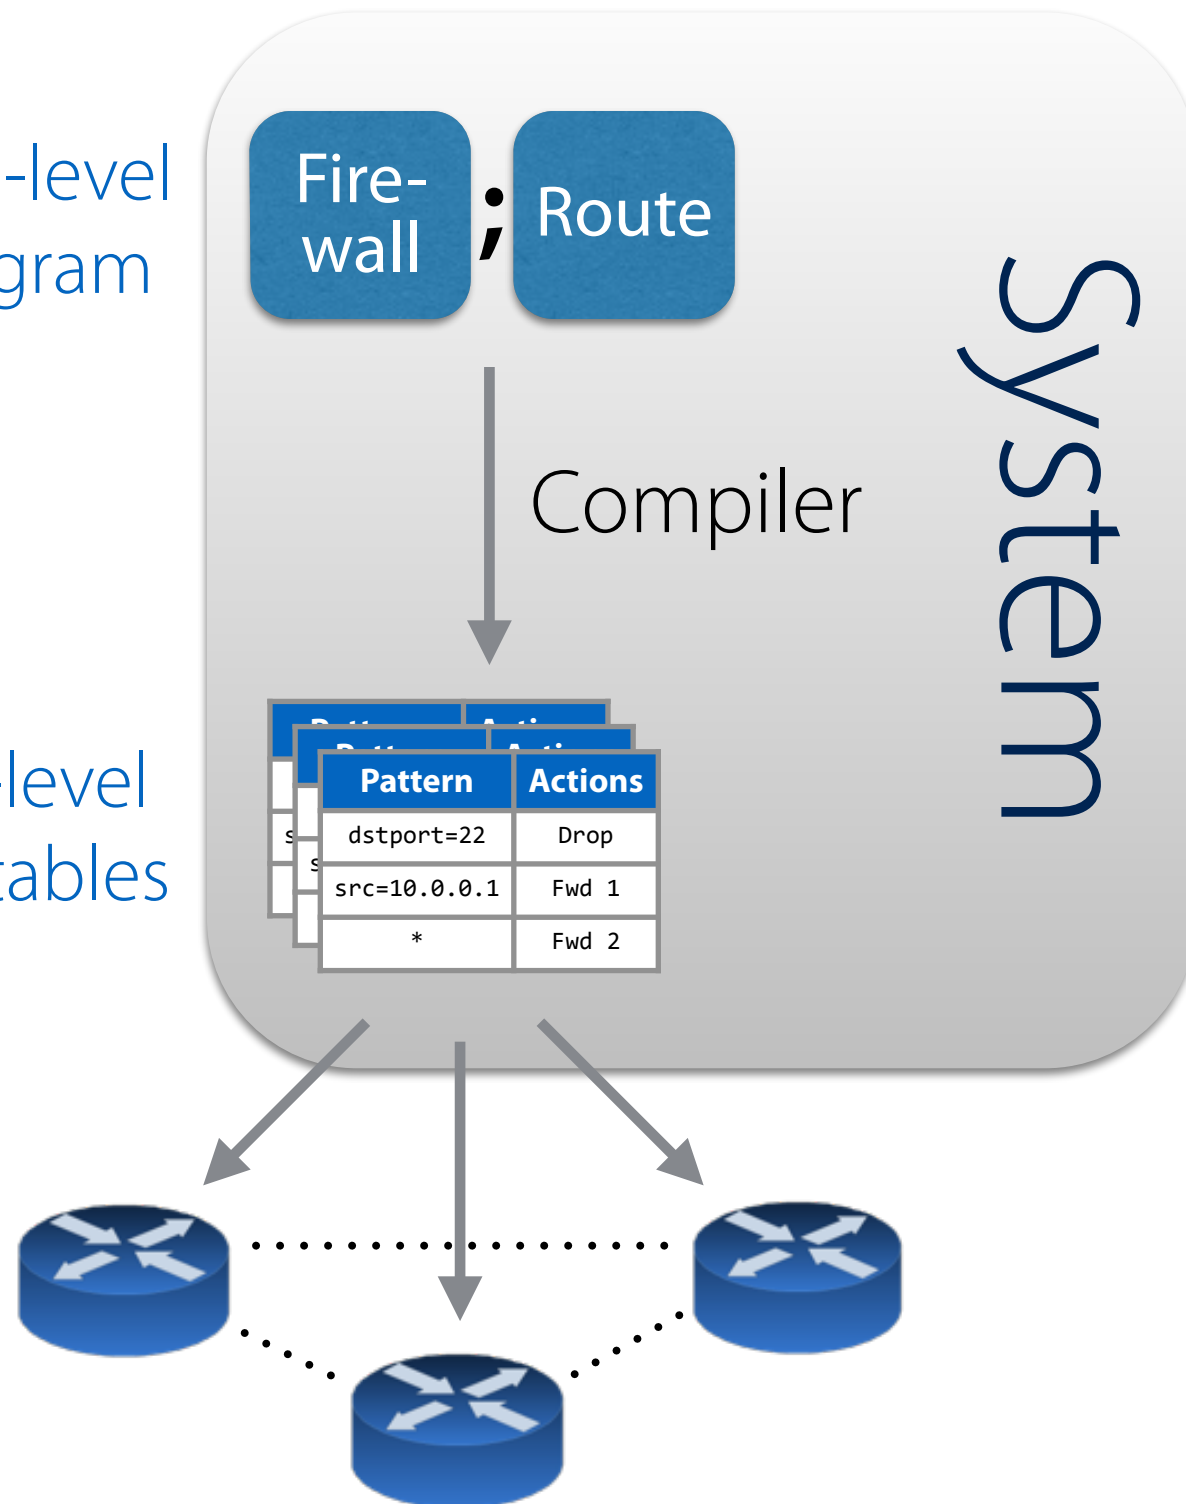 -level
gram
Fire-
wall
;
Route
Compiler
System
-level
tables
Pattern Actions
dstport=22 Drop
src=10.0.0.1 Fwd 1
* Fwd 2